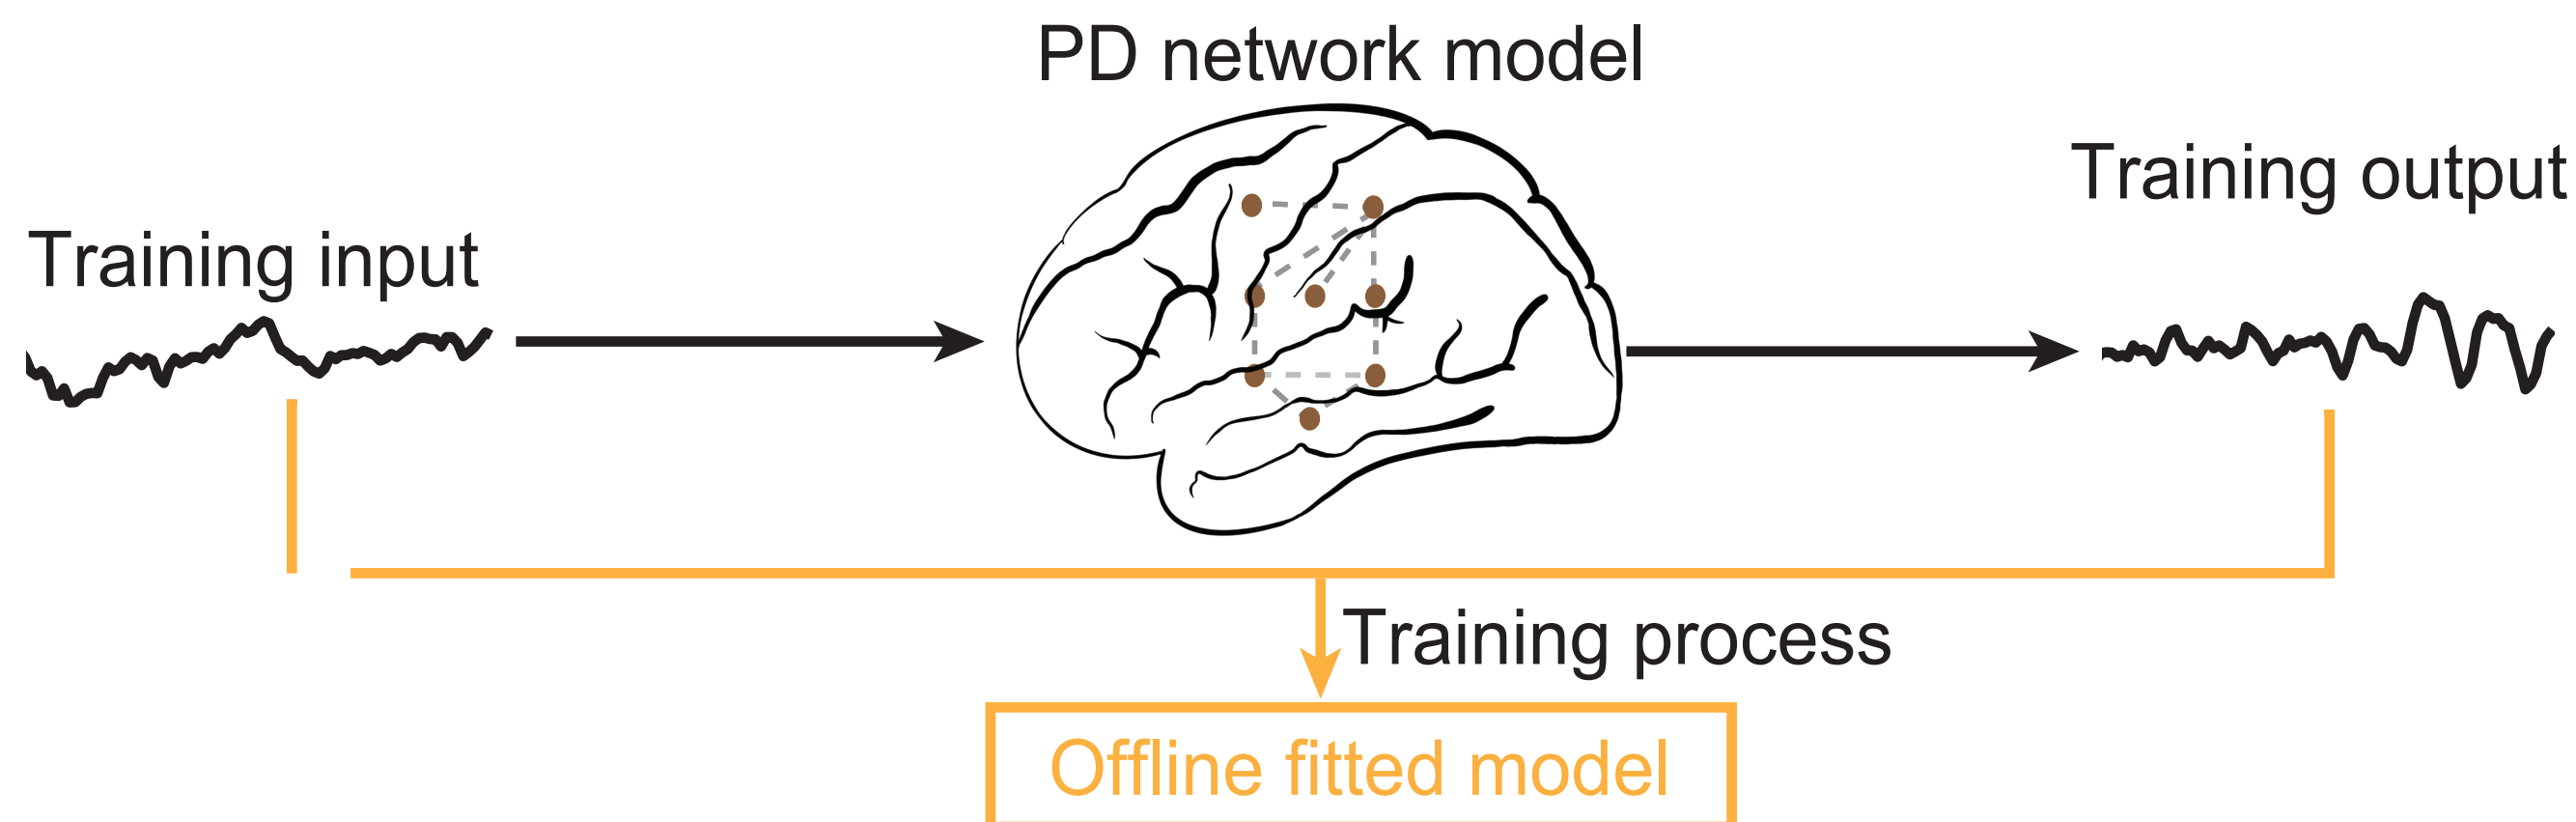 PD network model
Training output
Training input
Training process
Offline fitted model